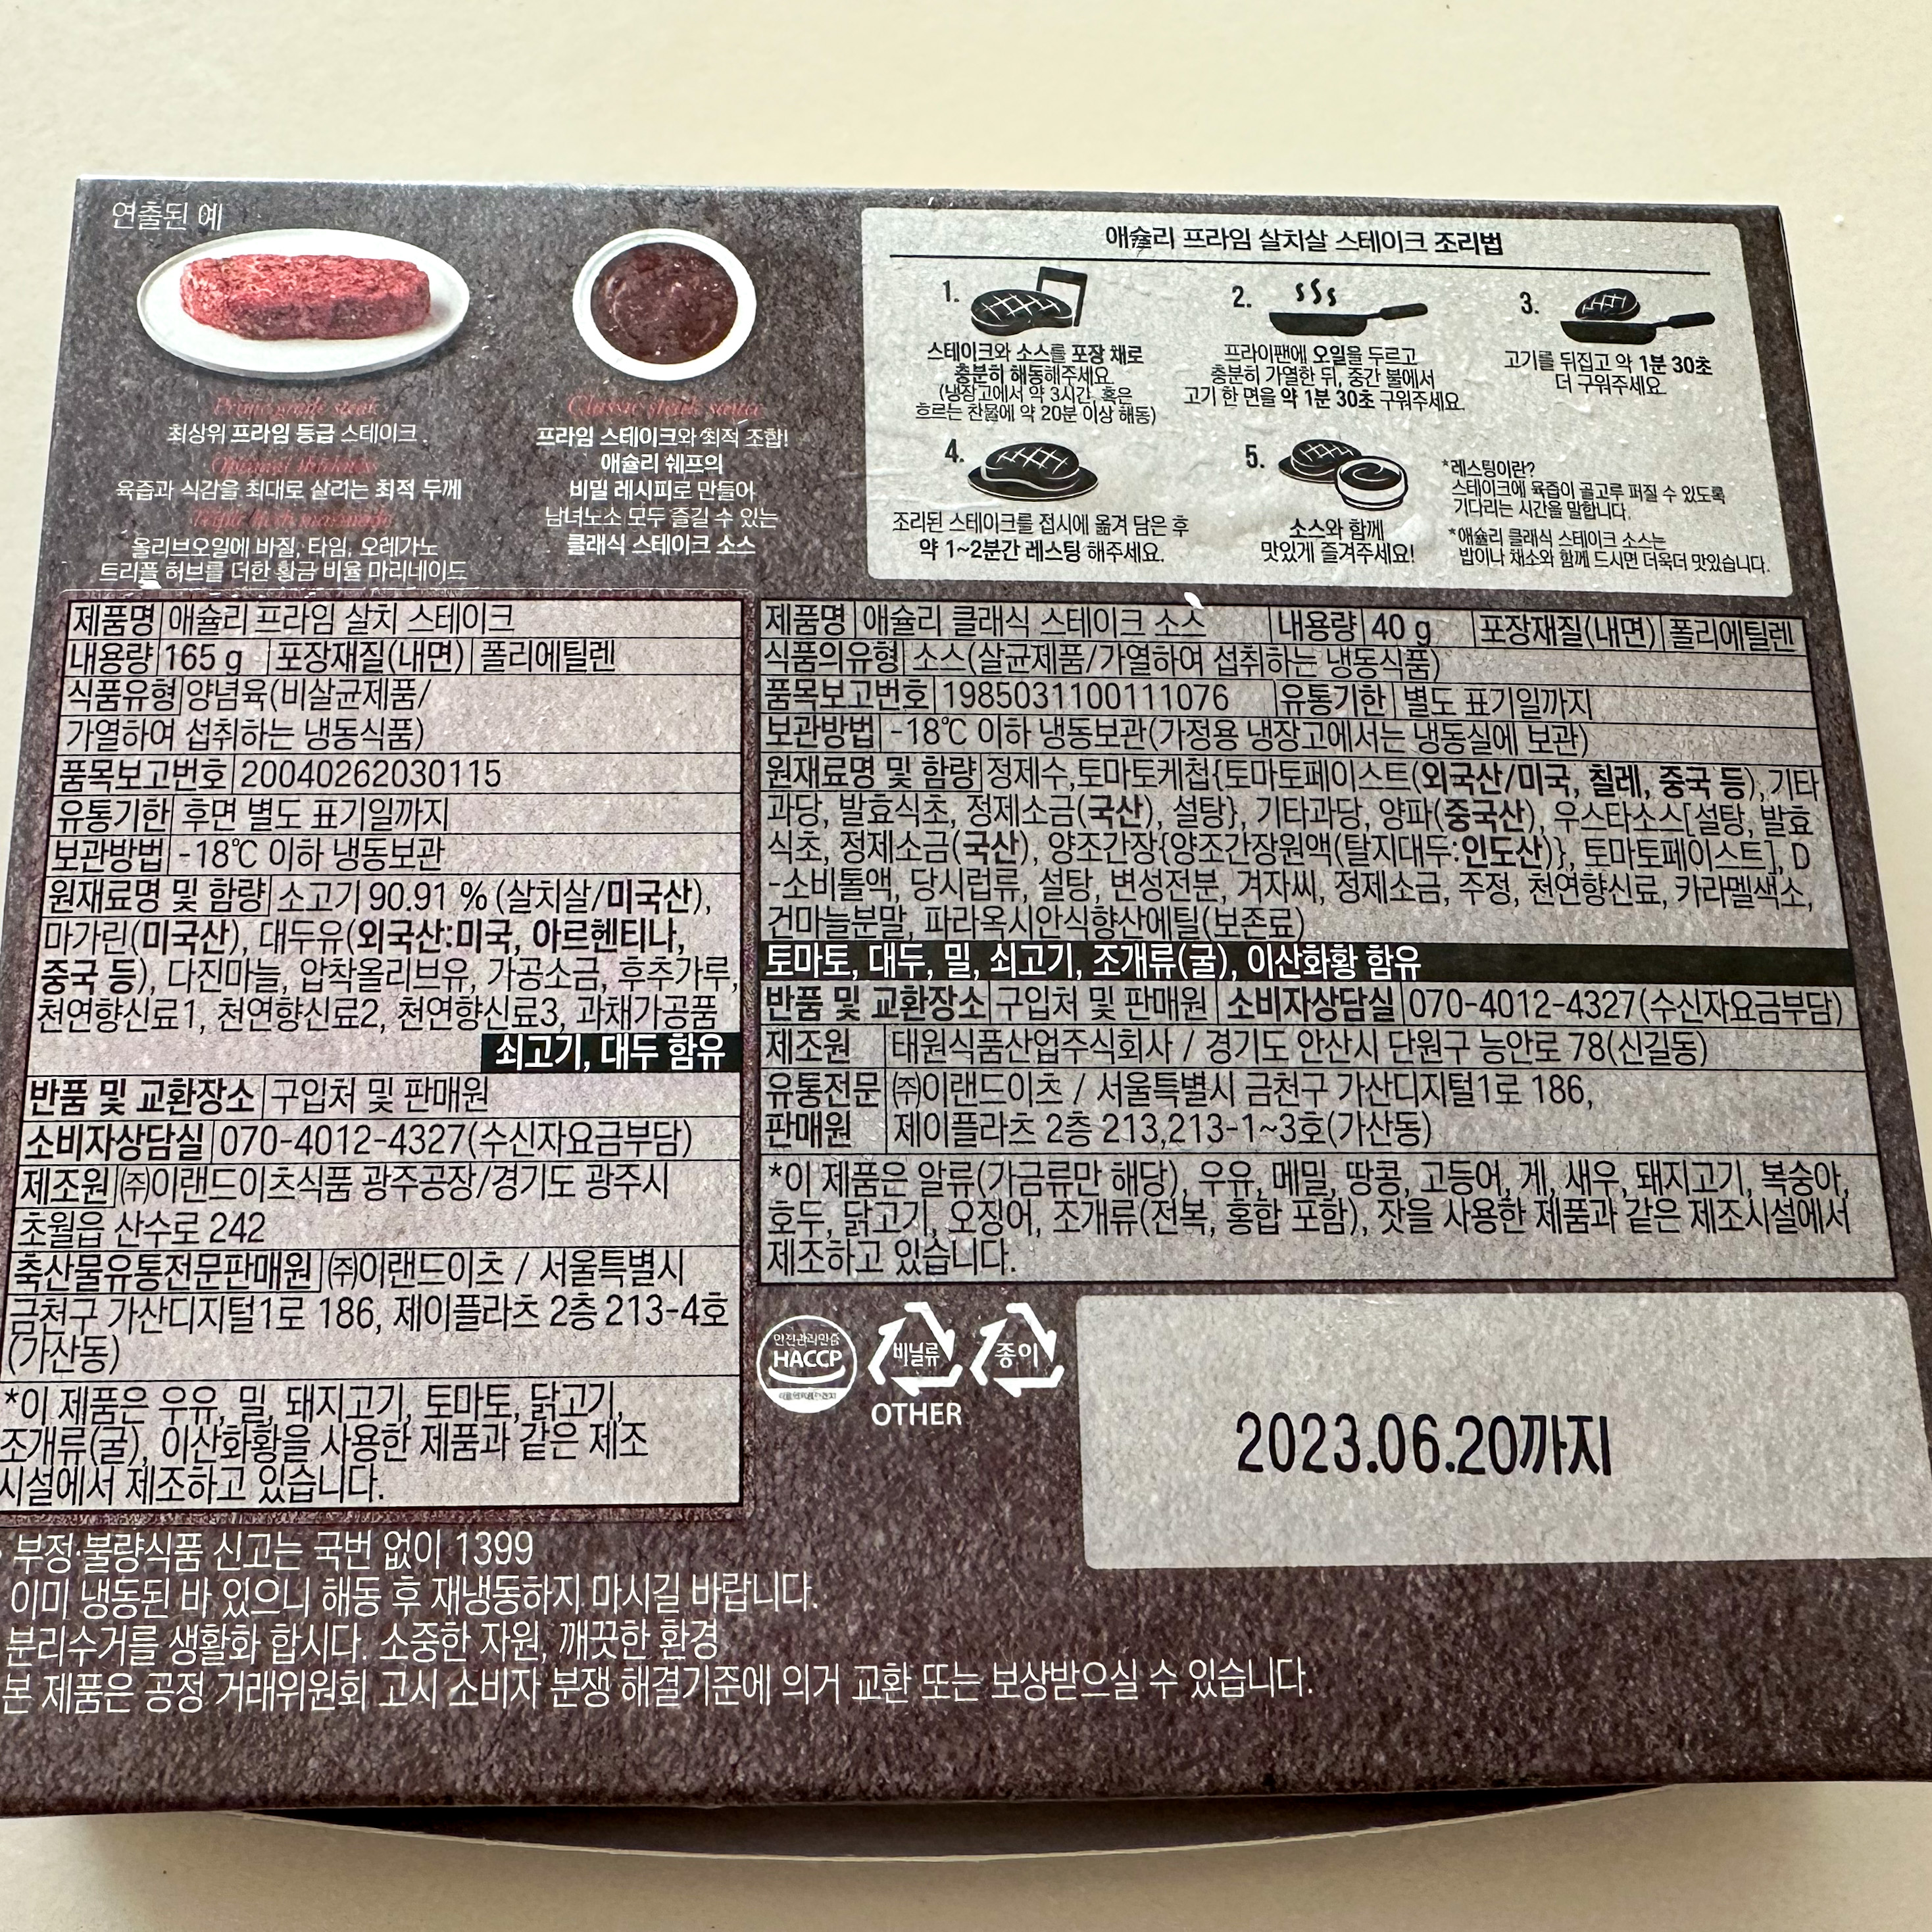 연출된 예
Prime grade steak
최상위 프라임 등급 스테이크.
Optimal thickness
육즙과 식감을 최대로 살려는 최적 두께
Triple herb marinade
올리브오일에 바질, 타임, 오레가노
트리플 허브를 더한 황금 비율 마리네이드
Classic steak sauce
프라임 스테이크와 최적 조합!
애슐리 쉐프의
비밀 레시피로 만들어
남녀노소 모두 즐길 수 있는
클래식 스테이크 소스
애슐리 프라임 살치살 스테이크 조리법
1.
스테이크와 소스를 포장 채로
충분히 해동해주세요.
(냉장고에서 약 3시간, 혹은
흐르는 찬물에 약 20분 이상 해동)
2.
프라이팬에 오일을 두르고
충분히 가열한 뒤, 중간 불에서
고기 한 면을 약 1분 30초 구워주세요.
3.
고기를 뒤집고 약 1분 30초
더 구워주세요.
4.
조리된 스테이크를 접시에 옮겨 담은 후
약 1~2분간 레스팅 해주세요.
5.
소스와 함께
맛있게 즐겨주세요!
*레스팅이란?
스테이크에 육즙이 골고루 퍼질 수 있도록
기다리는 시간을 말합니다.
*애슐리 클래식 스테이크 소스는
밥이나 채소와 함께 드시면 더욱더 맛있습니다.
제품명 애슐리 프라임 살치 스테이크
내용량 165 g 포장재질(내면) 폴리에틸렌
식품유형 양념육(비살균제품/
가열하여 섭취하는 냉동식품)
품목보고번호 20040262030115
유통기한 후면 별도 표기일까지
보관방법 -18℃ 이하 냉동보관
원재료명 및 함량 소고기 90.91 % (살치살/미국산),
마가린(미국산), 대두유(외국산:미국, 아르헨티나,
중국 등), 다진마늘, 압착올리브유, 가공소금, 후추가루,
천연향신료1, 천연향신료2, 천연향신료3, 과채가공품
쇠고기, 대두 함유
반품 및 교환장소 구입처 및 판매원
소비자상담실 070-4012-4327(수신자요금부담)
제조원 ㈜이랜드이츠식품 광주공장/경기도 광주시
초월읍 산수로 242
축산물유통전문판매원 ㈜이랜드이츠 / 서울특별시
금천구 가산디지털1로 186, 제이플라츠 2층 213-4호
(가산동)
*이 제품은 우유, 밀, 돼지고기, 토마토, 닭고기,
조개류(굴), 이산화황을 사용한 제품과 같은 제조
시설에서 제조하고 있습니다.
제품명 애슐리 클래식 스테이크 소스 내용량 40 g 포장재질(내면) 폴리에틸렌
식품의유형 소스(살균제품/가열하여 섭취하는 냉동식품)
품목보고번호 1985031100111076 유통기한 별도 표기일까지
보관방법 -18℃ 이하 냉동보관(가정용 냉장고에서는 냉동실에 보관)
원재료명 및 함량 정제수,토마토케첩{토마토페이스트(외국산/미국, 칠레, 중국 등), 기타
과당, 발효식초, 정제소금(국산), 설탕}, 기타과당, 양파(중국산), 우스타소스[설탕, 발효
식초, 정제소금(국산), 양조간장{양조간장원액(탈지대두:인도산)}, 토마토페이스트], D
-소비톨액, 당시럽류, 설탕, 변성전분, 겨자씨, 정제소금, 주정, 천연향신료, 카라멜색소,
건마늘분말, 파라옥시안식향산에틸(보존료)
토마토, 대두, 밀, 쇠고기, 조개류(굴), 이산화황 함유
반품 및 교환장소 구입처 및 판매원 소비자상담실 070-4012-4327(수신자요금부담)
제조원 태원식품산업주식회사 / 경기도 안산시 단원구 능안로 78(신길동)
유통전문 ㈜이랜드이츠 / 서울특별시 금천구 가산디지털1로 186,
판매원 제이플라츠 2층 213,213-1~3호(가산동)
*이 제품은 알류(가금류만 해당), 우유, 메밀, 땅콩, 고등어, 게, 새우, 돼지고기, 복숭아,
호두, 닭고기, 오징어, 조개류(전복, 홍합 포함), 잣을 사용한 제품과 같은 제조시설에서
제조하고 있습니다.
안전관리인증
HACCP
비닐류
OTHER
종이
2023.06.20까지
부정·불량식품 신고는 국번 없이 1399
이미 냉동된 바 있으니 해동 후 재냉동하지 마시길 바랍니다.
분리수거를 생활화 합시다. 소중한 자원, 깨끗한 환경
본 제품은 공정 거래위원회 고시 소비자 분쟁 해결기준에 의거 교환 또는 보상받으실 수 있습니다.